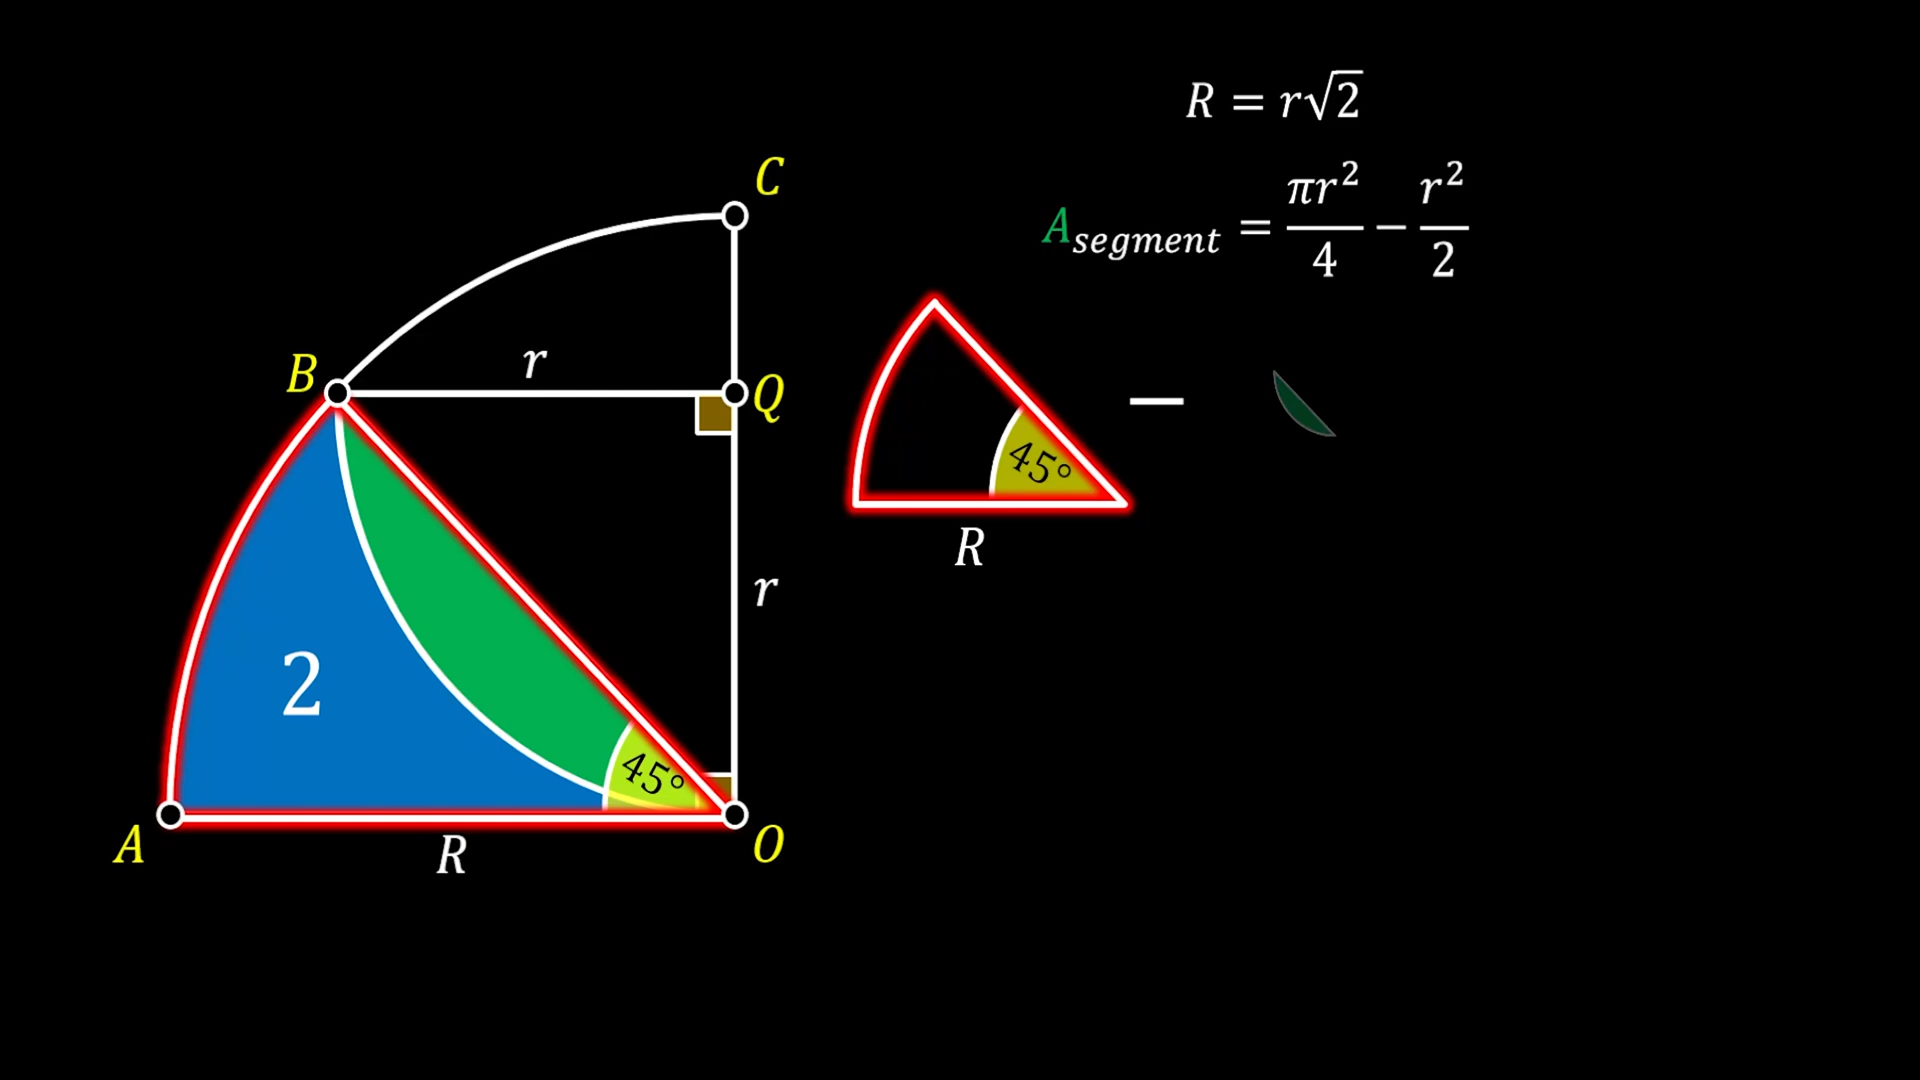 C
B
r
Q
r
2
45°
A
R
O
R = r√2
A_segment = πr²/4 − r²/2
45°
−
R